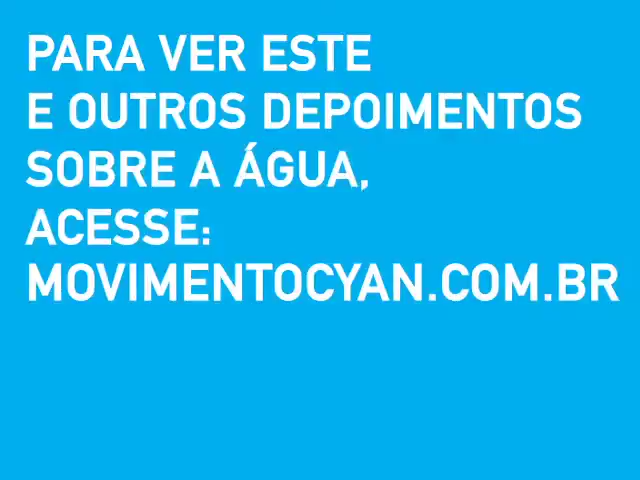 PARA VER ESTE
E OUTROS DEPOIMENTOS
SOBRE A ÁGUA,
ACESSE:
MOVIMENTOCYAN.COM.BR